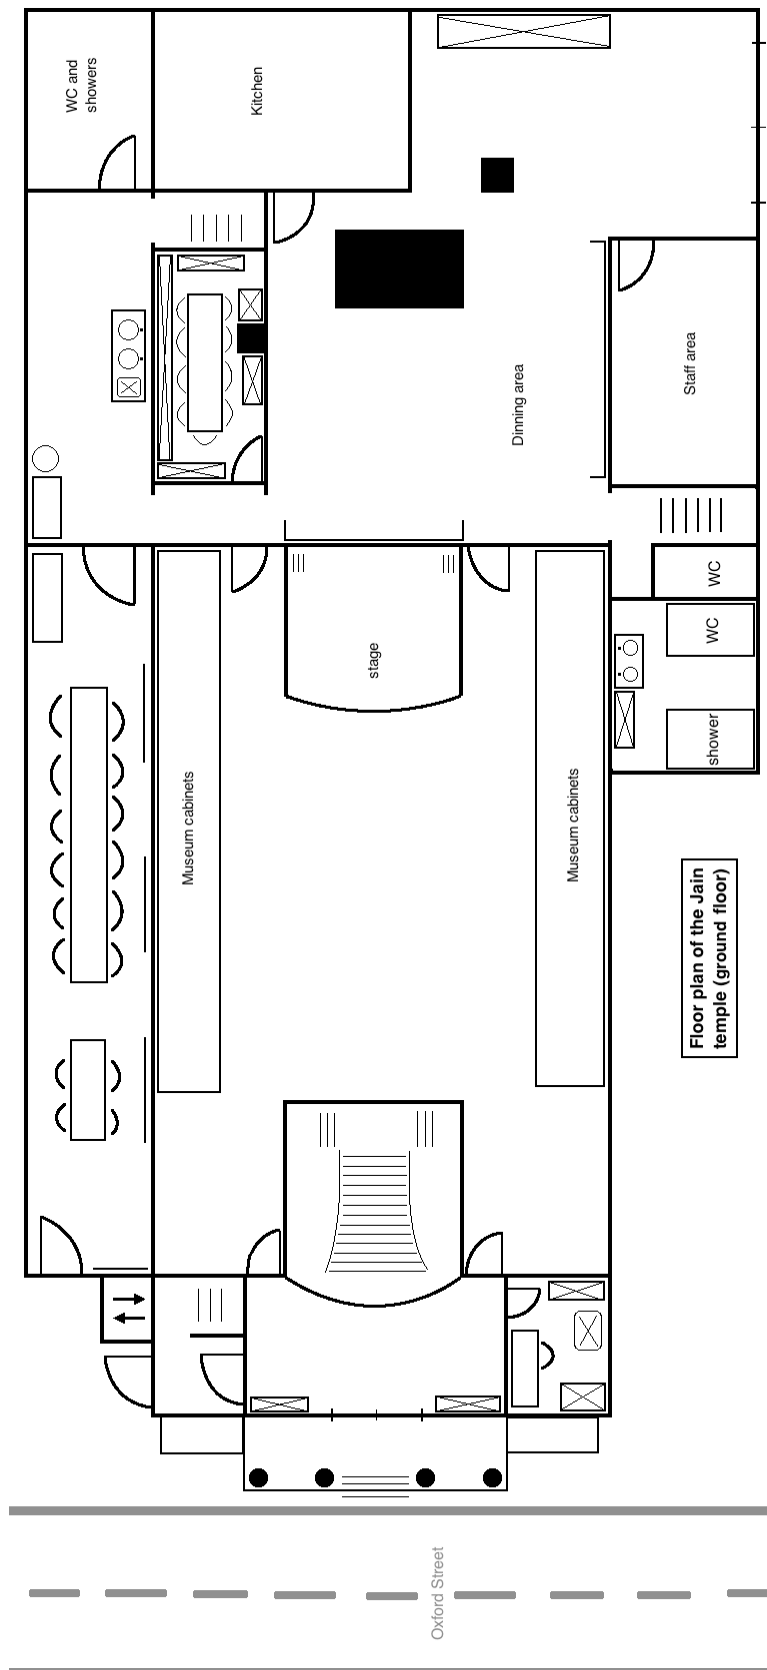 WC and
showers
Kitchen
Dinning area
Staff area
WC
WC
shower
stage
Museum cabinets
Museum cabinets
Floor plan of the Jain
temple (ground floor)
Oxford Street